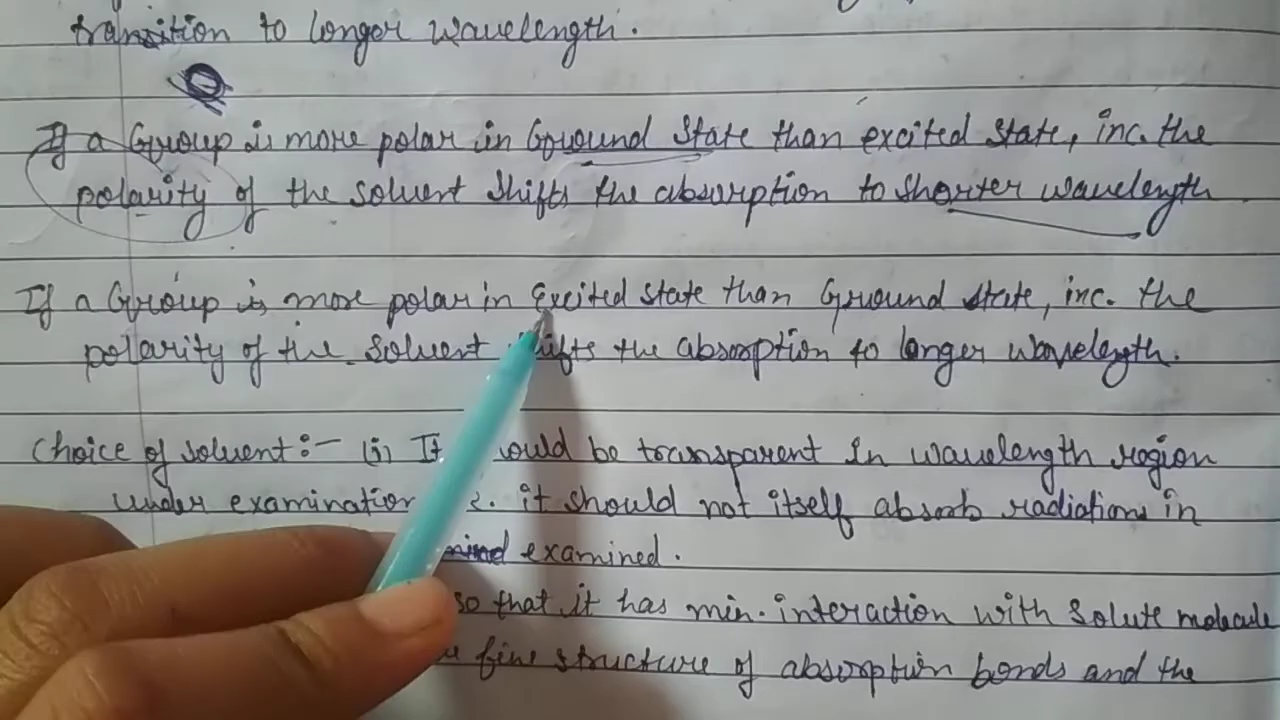 transition to longer wavelength.
If a Group is more polar in Ground State than excited state, inc. the
polarity of the solvent shifts the absorption to shorter wavelength
If a Group is more polar in Excited state than Ground state, inc. the
polarity of the solvent shifts the absorption to longer wavelength.
Choice of solvent :- (i) It would be transparent in wavelength region
under examination it should not itself absorb radiations in
examined.
so that it has min. interaction with solute molecule
fine structure of absorption bonds and the